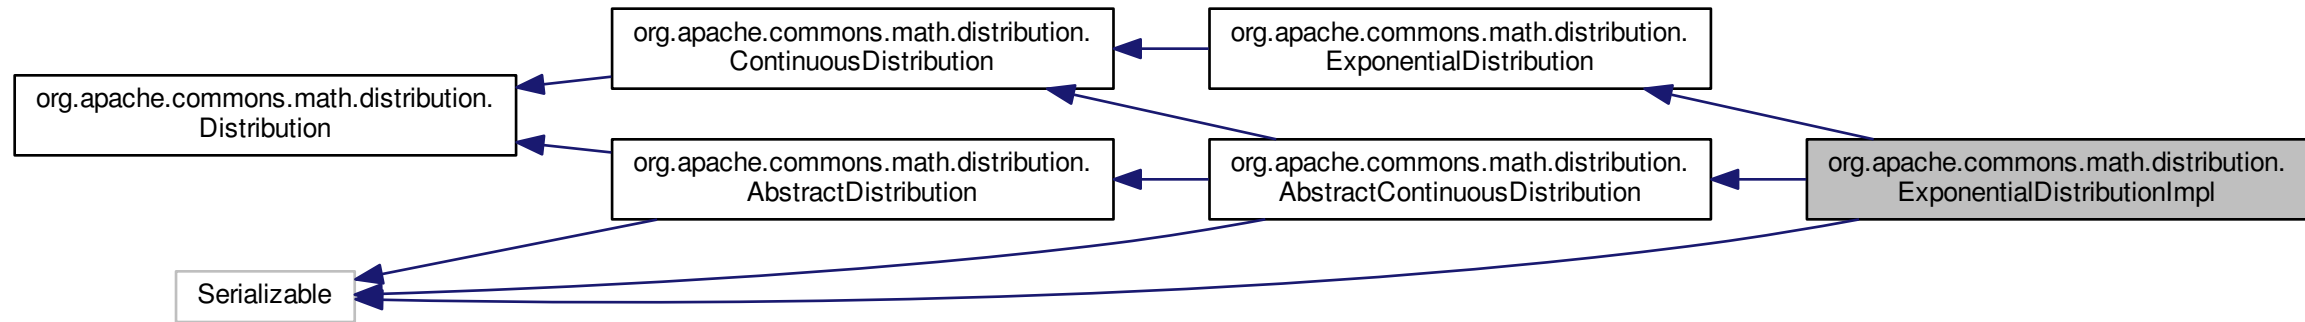 org.apache.commons.math.distribution.
Distribution
org.apache.commons.math.distribution.
ContinuousDistribution
org.apache.commons.math.distribution.
ExponentialDistribution
org.apache.commons.math.distribution.
AbstractDistribution
org.apache.commons.math.distribution.
AbstractContinuousDistribution
org.apache.commons.math.distribution.
ExponentialDistributionImpl
Serializable